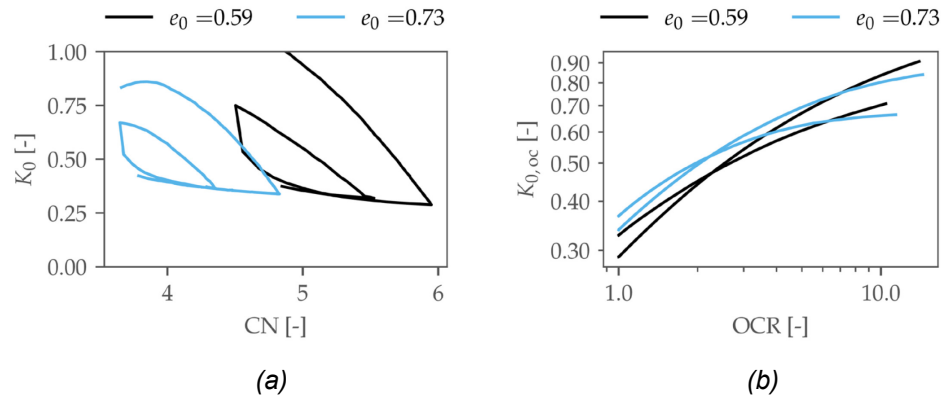 e₀ =0.59 e₀ =0.73
1.00
0.75
0.50
0.25
0.00
K₀ [-]
4 5 6
CN [-]
(a)
e₀ =0.59 e₀ =0.73
0.90
0.80
0.70
0.60
0.50
0.40
0.30
K₀,oc [-]
1.0 10.0
OCR [-]
(b)